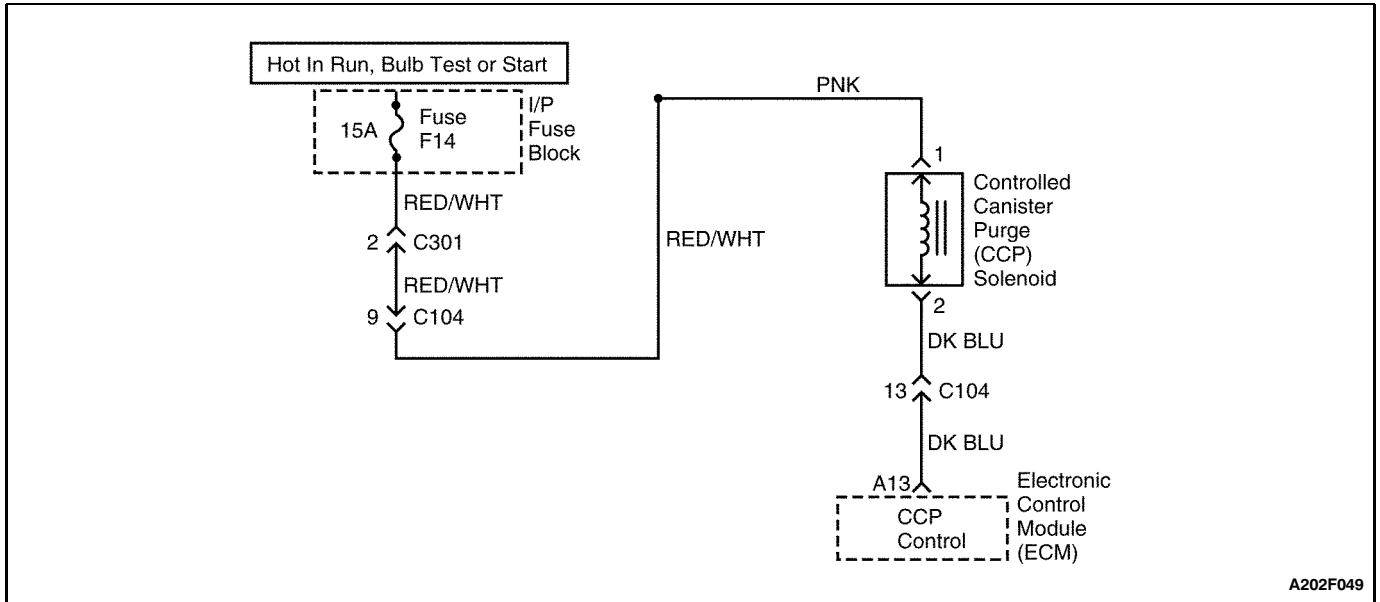 Hot In Run, Bulb Test or Start
15A
Fuse
F14
I/P
Fuse
Block
RED/WHT
2 C301
RED/WHT
9 C104
RED/WHT
PNK
1
Controlled
Canister
Purge
(CCP)
Solenoid
2
DK BLU
13 C104
DK BLU
A13
CCP
Control
Electronic
Control
Module
(ECM)
A202F049